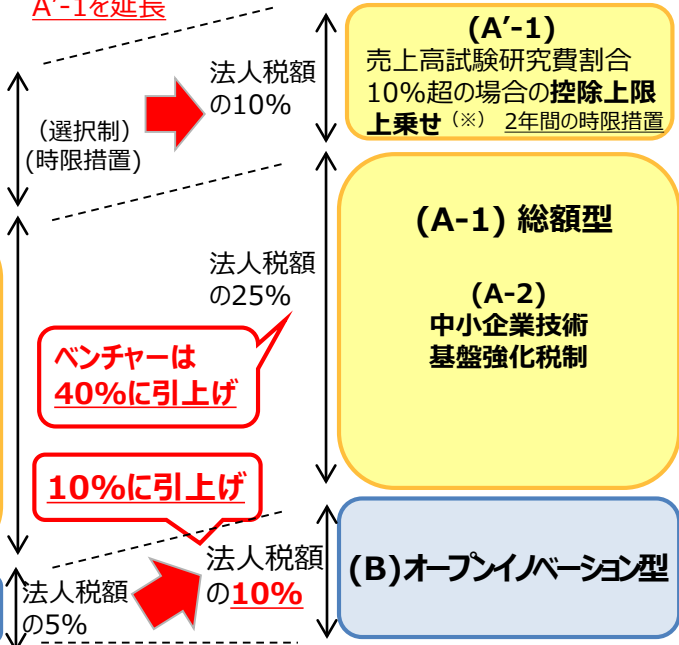 A'-1を延長
(A'-1)
売上高試験研究費割合
10%超の場合の控除上限
上乗せ（※） 2年間の時限措置
法人税額
の10%
（選択制）
(時限措置)
(A-1) 総額型
(A-2)
中小企業技術
基盤強化税制
法人税額
の25%
ベンチャーは
40%に引上げ
10%に引上げ
法人税額
の5%
法人税額
の10%
(B)オープンイノベーション型